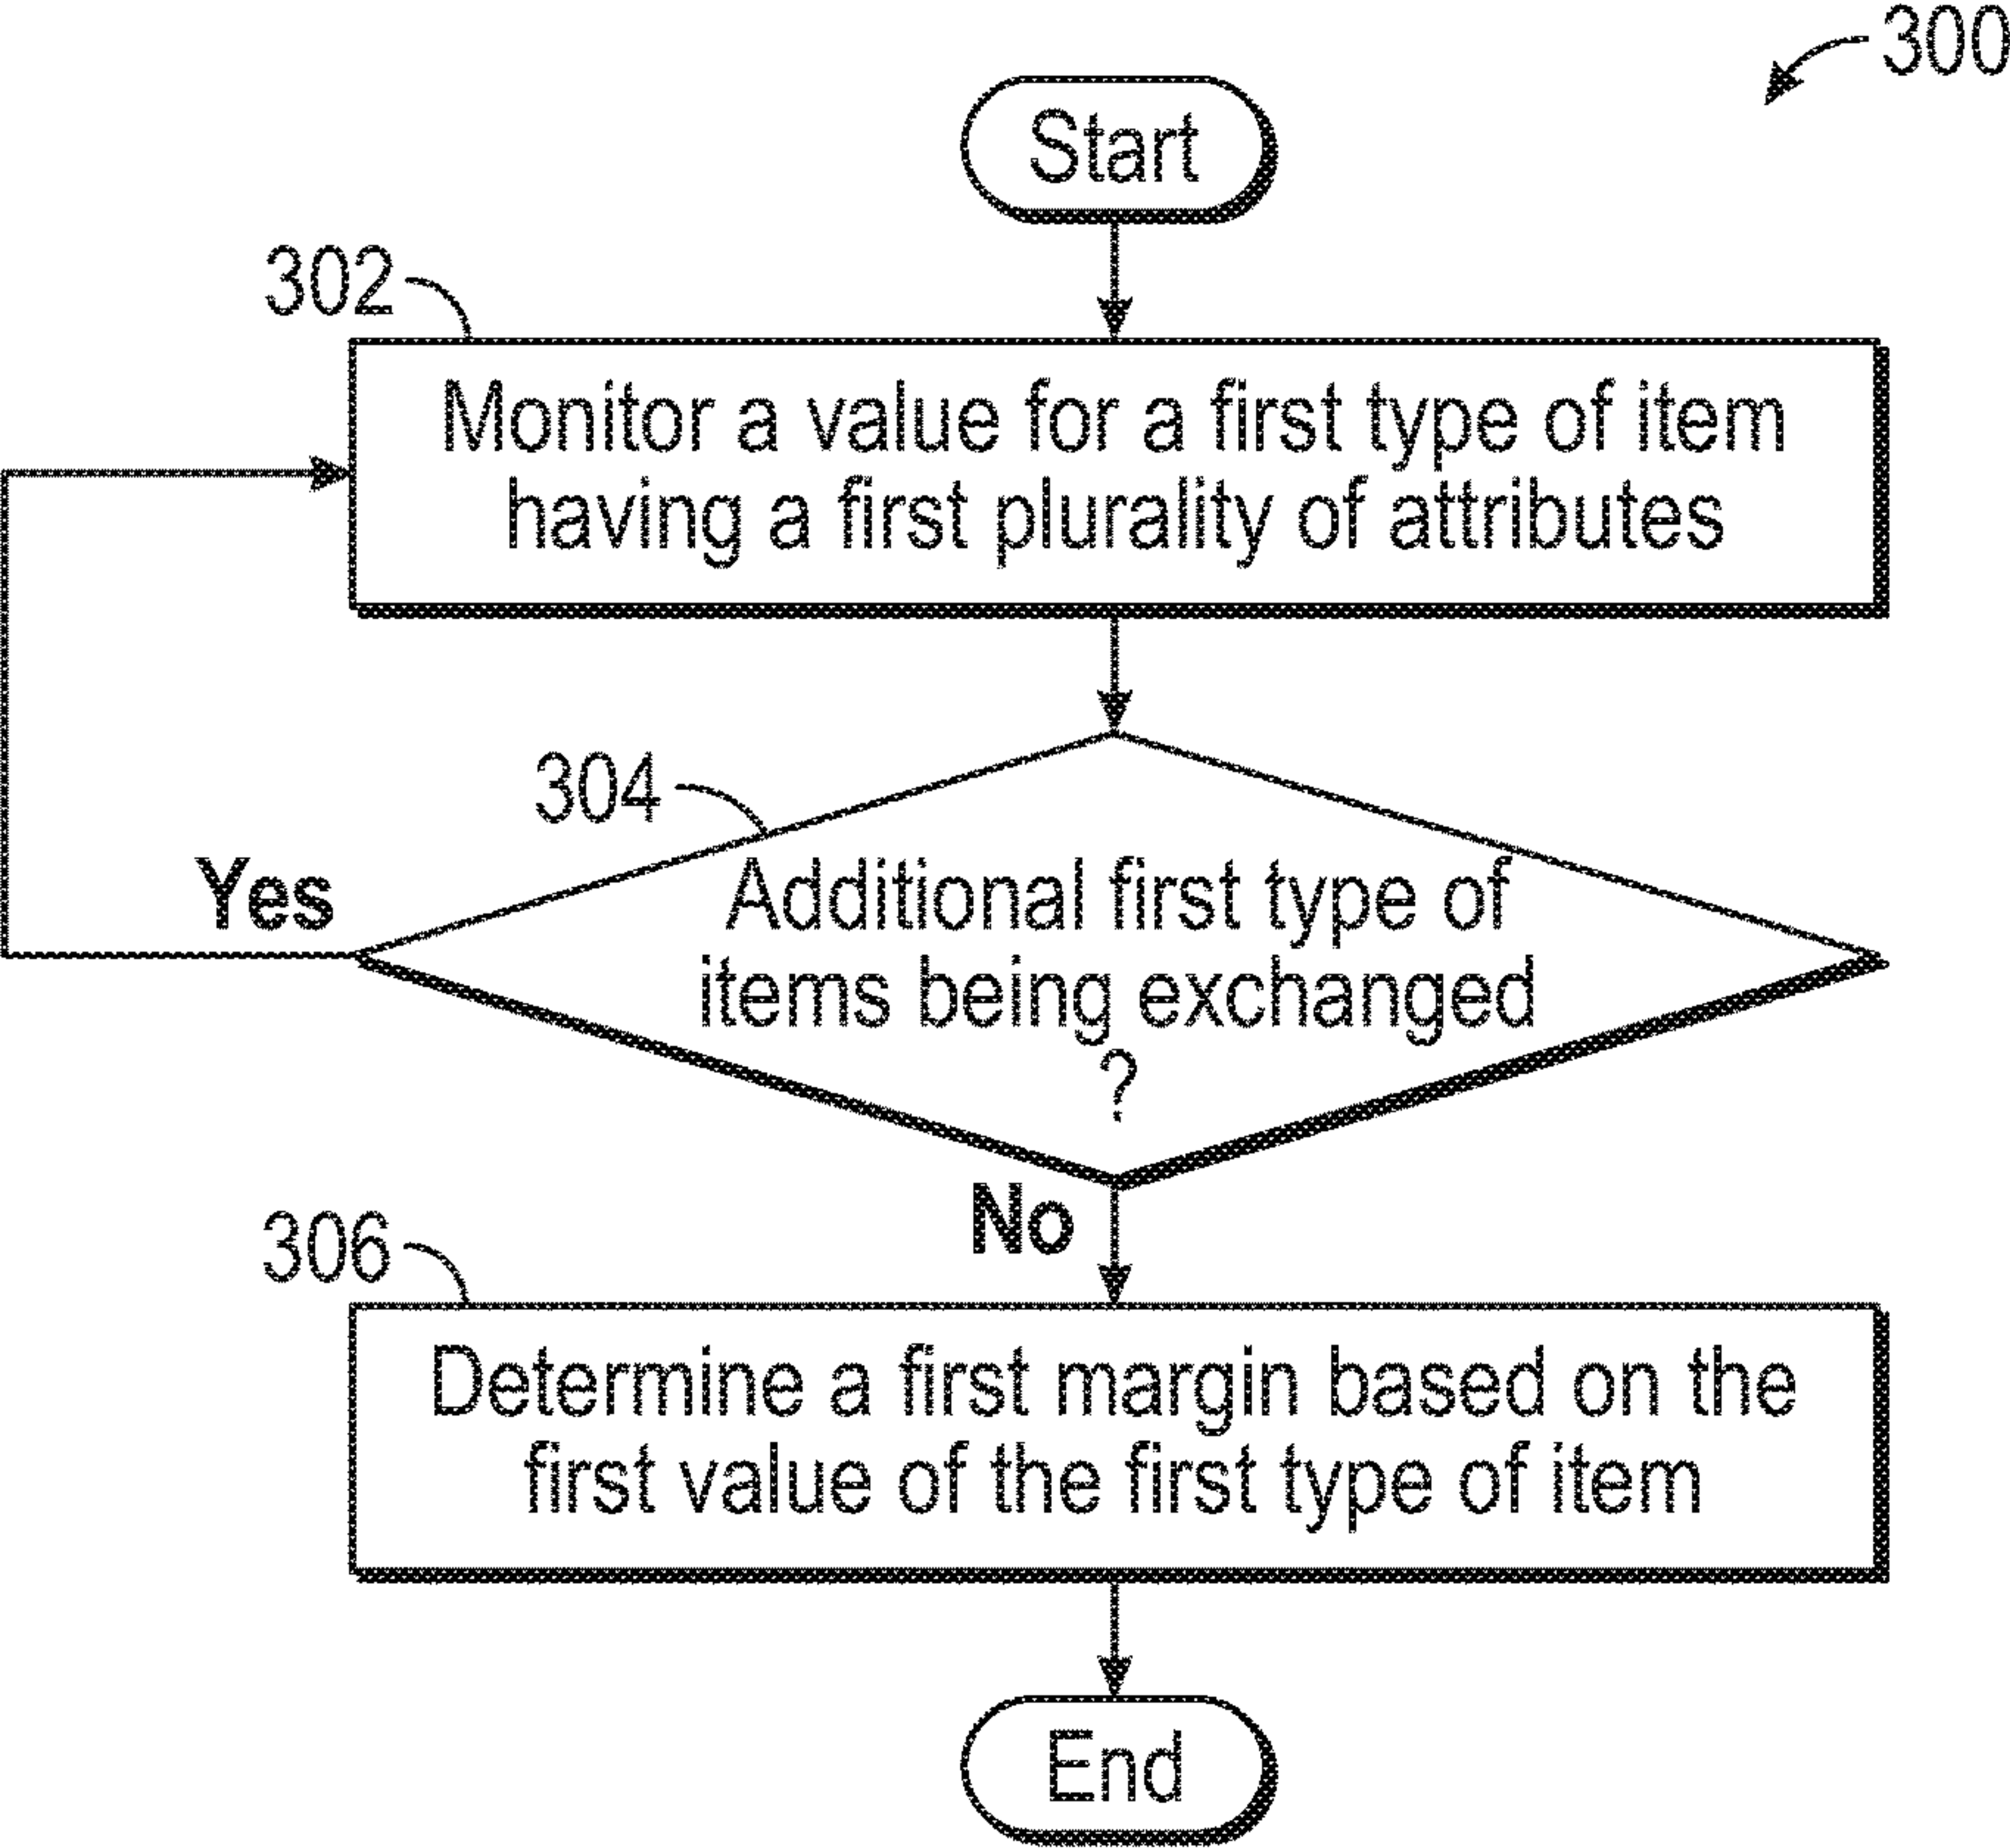 300
Start
302
Monitor a value for a first type of item
having a first plurality of attributes
304
Yes
Additional first type of
items being exchanged
?
No
306
Determine a first margin based on the
first value of the first type of item
End